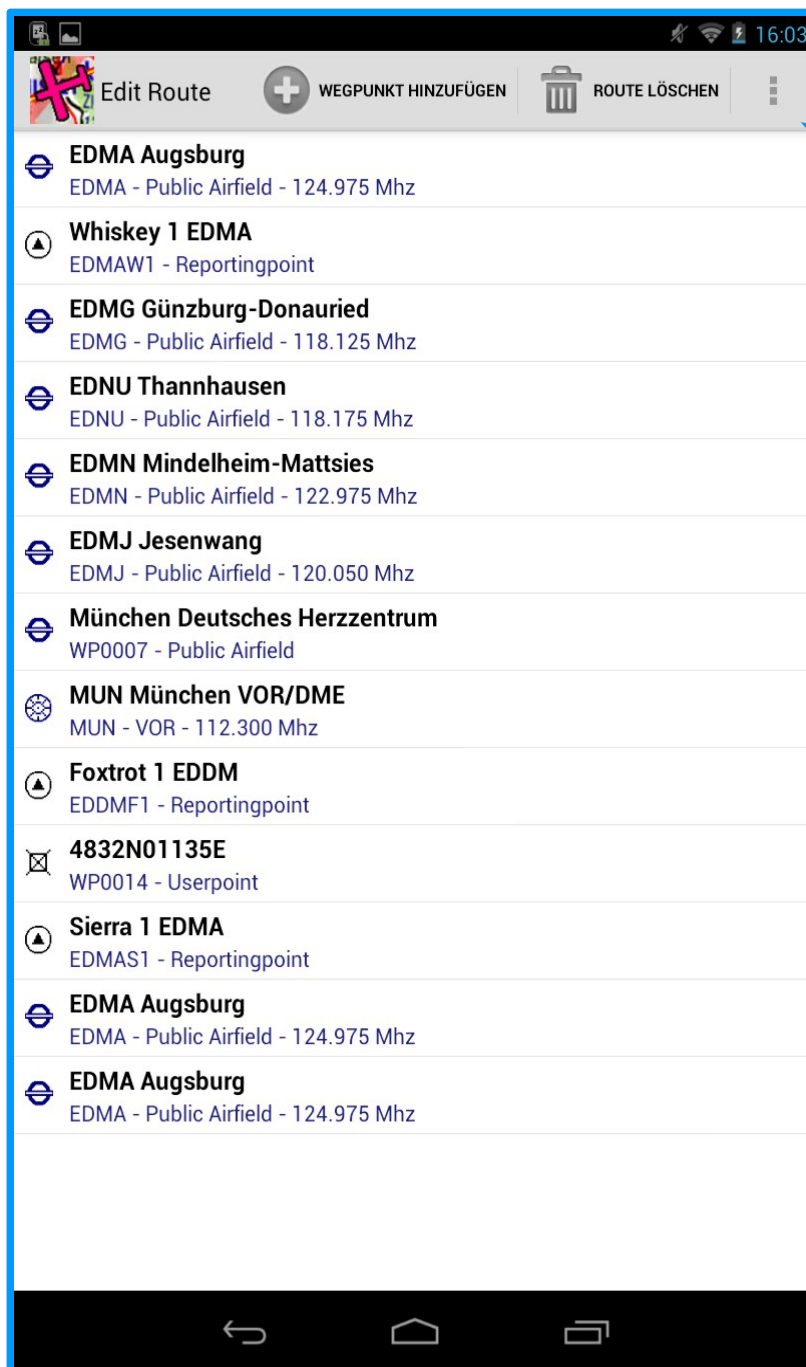 16:03
Edit Route
WEGPUNKT HINZUFÜGEN
ROUTE LÖSCHEN
EDMA Augsburg
EDMA - Public Airfield - 124.975 Mhz
Whiskey 1 EDMA
EDMAW1 - Reportingpoint
EDMG Günzburg-Donauried
EDMG - Public Airfield - 118.125 Mhz
EDNU Thannhausen
EDNU - Public Airfield - 118.175 Mhz
EDMN Mindelheim-Mattsies
EDMN - Public Airfield - 122.975 Mhz
EDMJ Jesenwang
EDMJ - Public Airfield - 120.050 Mhz
München Deutsches Herzzentrum
WP0007 - Public Airfield
MUN München VOR/DME
MUN - VOR - 112.300 Mhz
Foxtrot 1 EDDM
EDDMF1 - Reportingpoint
4832N01135E
WP0014 - Userpoint
Sierra 1 EDMA
EDMAS1 - Reportingpoint
EDMA Augsburg
EDMA - Public Airfield - 124.975 Mhz
EDMA Augsburg
EDMA - Public Airfield - 124.975 Mhz